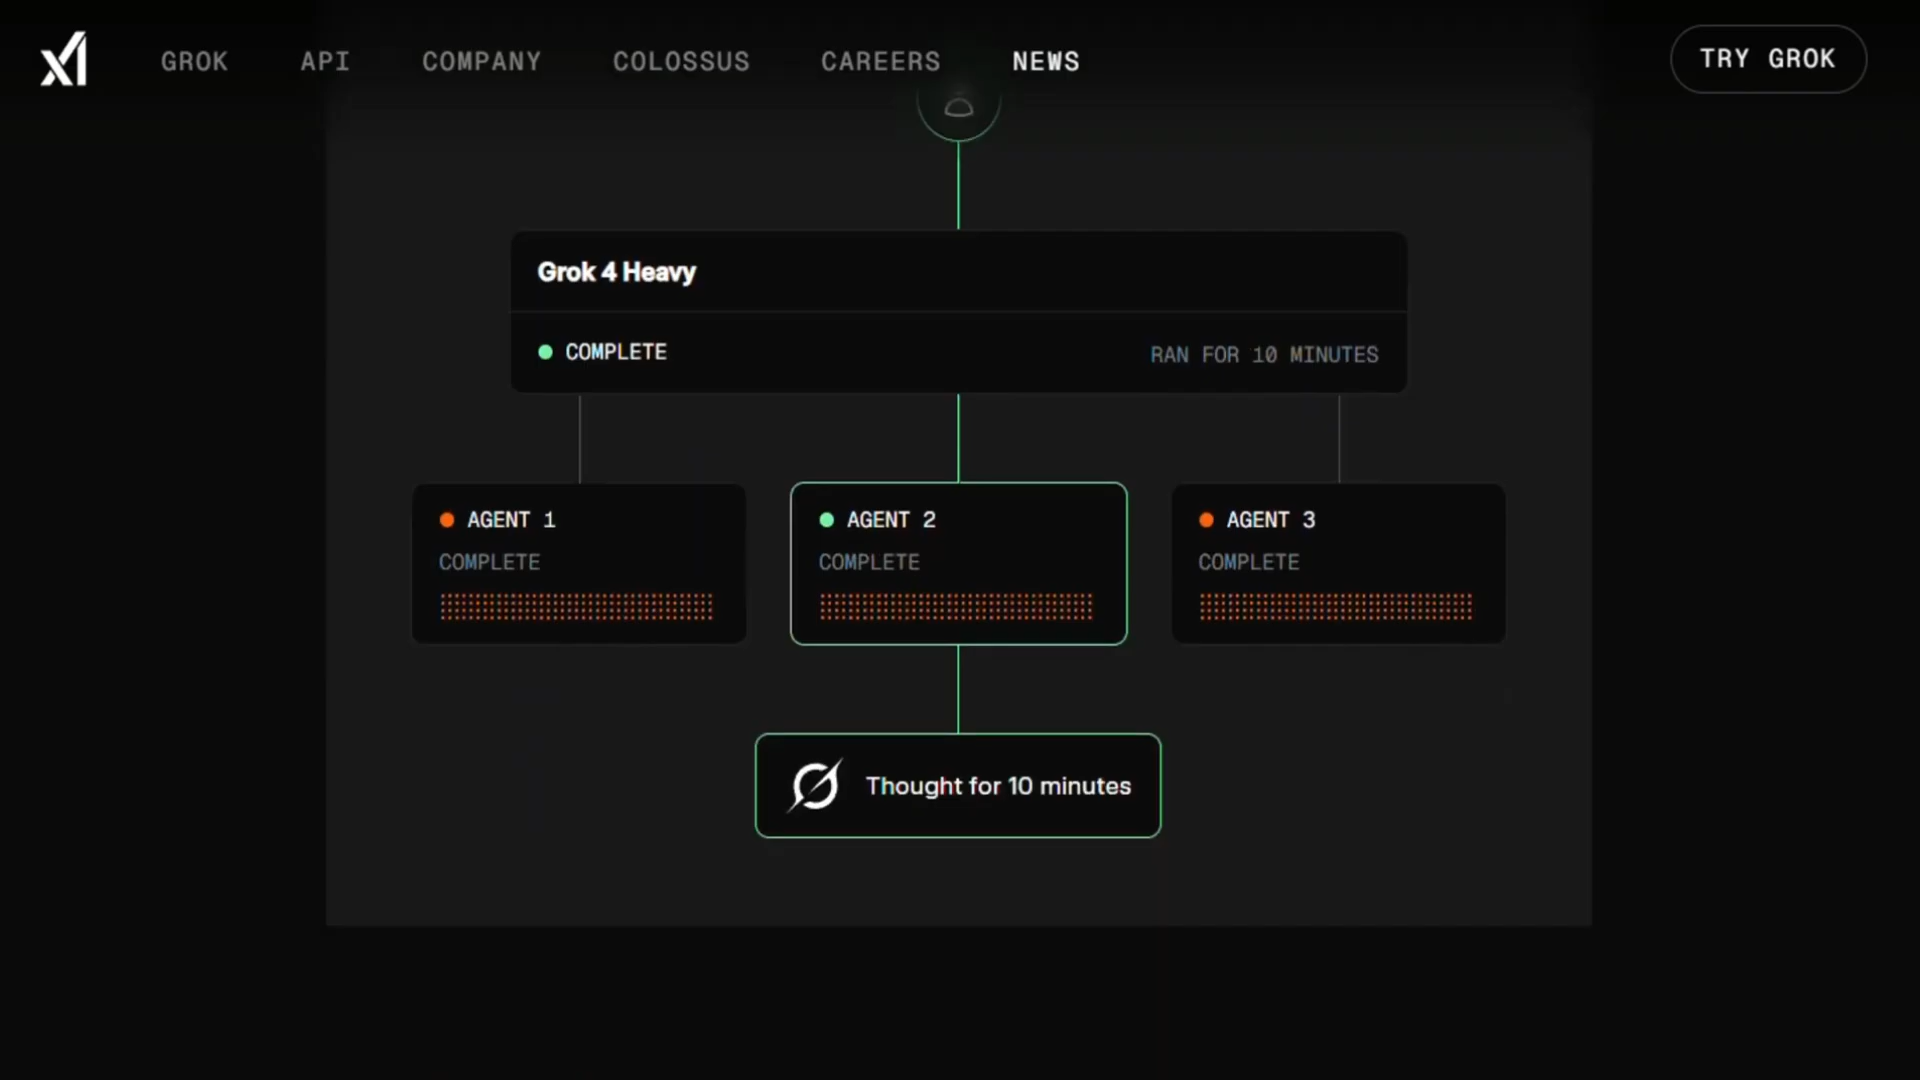 xAI
GROK
API
COMPANY
COLOSSUS
CAREERS
NEWS
TRY GROK
Grok 4 Heavy
COMPLETE
RAN FOR 10 MINUTES
AGENT 1
COMPLETE
AGENT 2
COMPLETE
AGENT 3
COMPLETE
Thought for 10 minutes